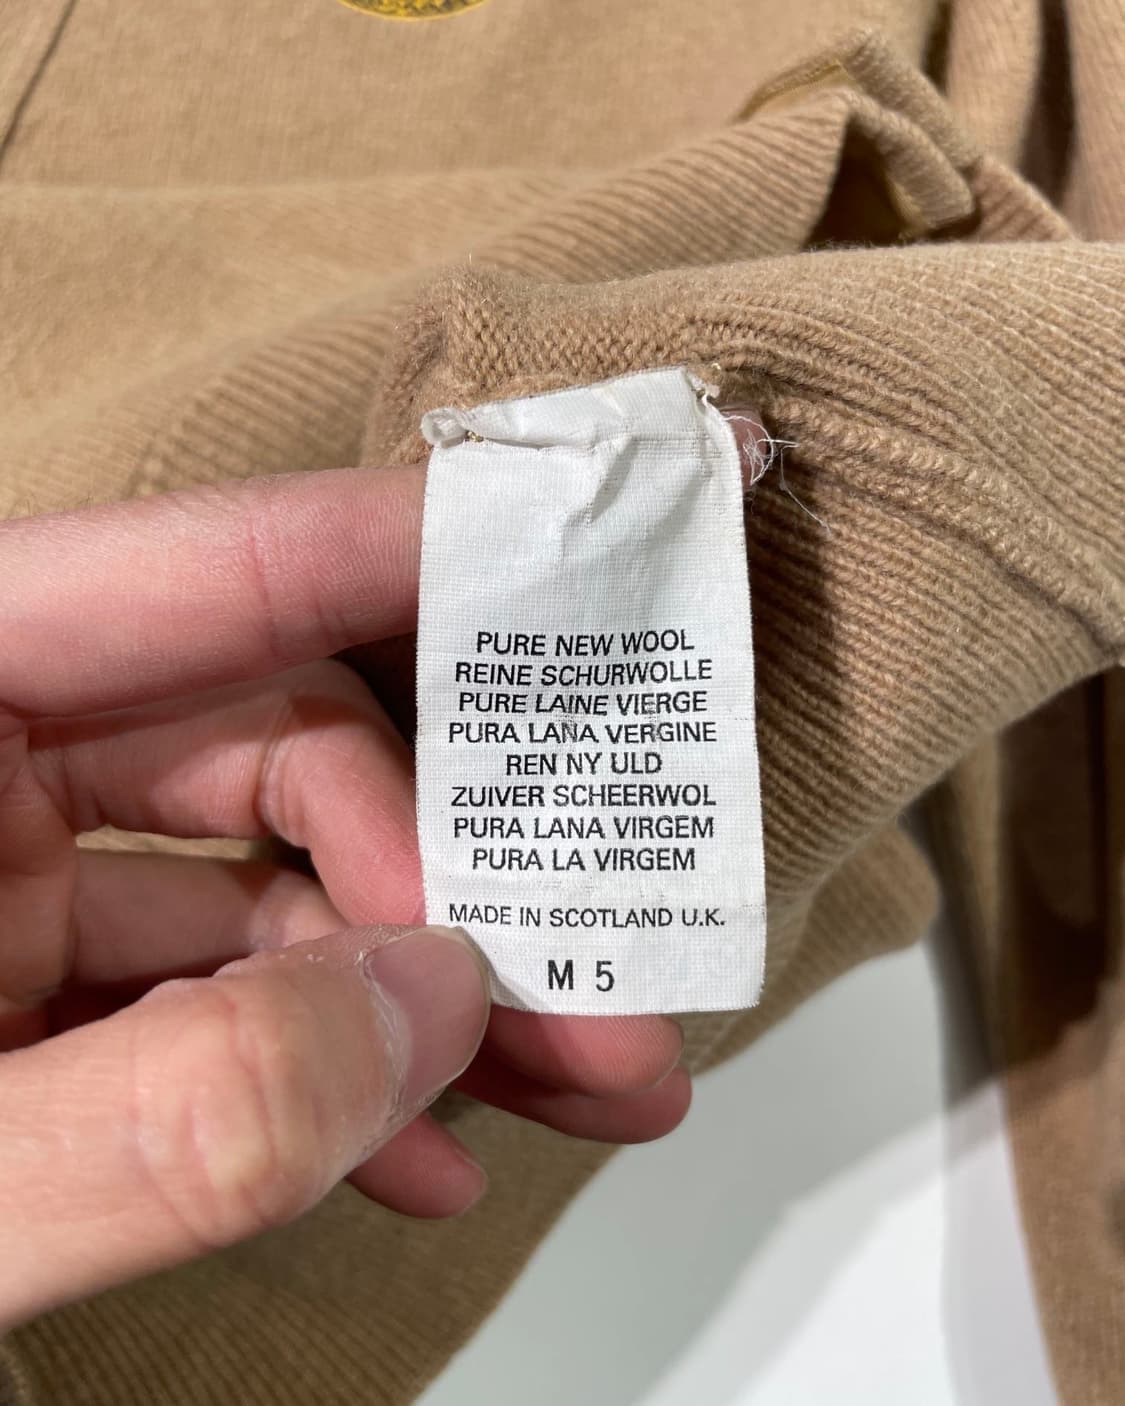 PURE NEW WOOL
REINE SCHURWOLLE
PURE LAINE VIERGE
PURA LANA VERGINE
REN NY ULD
ZUIVER SCHEERWOL
PURA LANA VIRGEM
PURA LA VIRGEM
MADE IN SCOTLAND U.K.
M 5